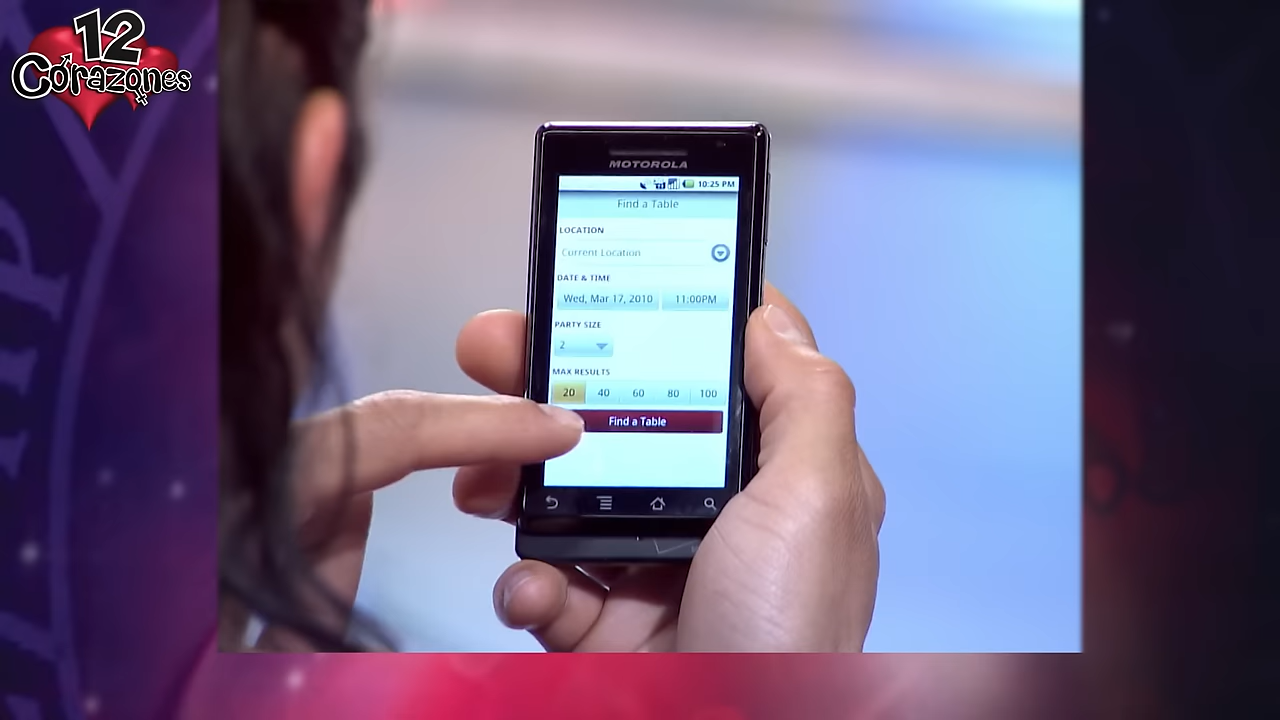 12
Corazones
MOTOROLA
10:25 PM
Find a Table
LOCATION
Current Location
DATE & TIME
Wed, Mar 17, 2010 11:00PM
PARTY SIZE
2
MAX RESULTS
20 40 60 80 100
Find a Table